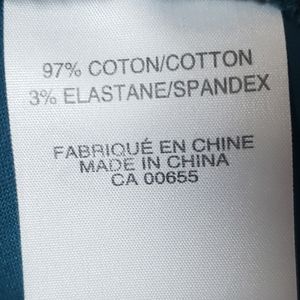 97% COTON/COTTON
3% ELASTANE/SPANDEX
FABRIQUÉ EN CHINE
MADE IN CHINA
CA 00655